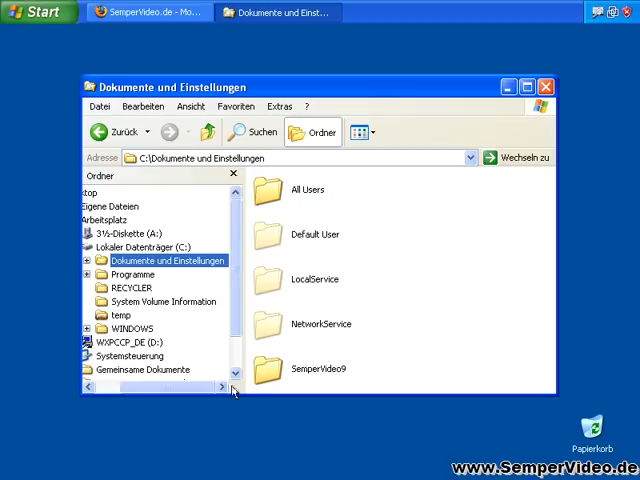 Start
SemperVideo.de - Mo...
Dokumente und Einst...
Dokumente und Einstellungen
Datei Bearbeiten Ansicht Favoriten Extras ?
Zurück Suchen Ordner
Adresse C:\Dokumente und Einstellungen Wechseln zu
Ordner
ktop
Eigene Dateien
Arbeitsplatz
3½-Diskette (A:)
Lokaler Datenträger (C:)
Dokumente und Einstellungen
Programme
RECYCLER
System Volume Information
temp
WINDOWS
WXPCCP_DE (D:)
Systemsteuerung
Gemeinsame Dokumente
All Users
Default User
LocalService
NetworkService
SemperVideo9
Papierkorb
www.SemperVideo.de